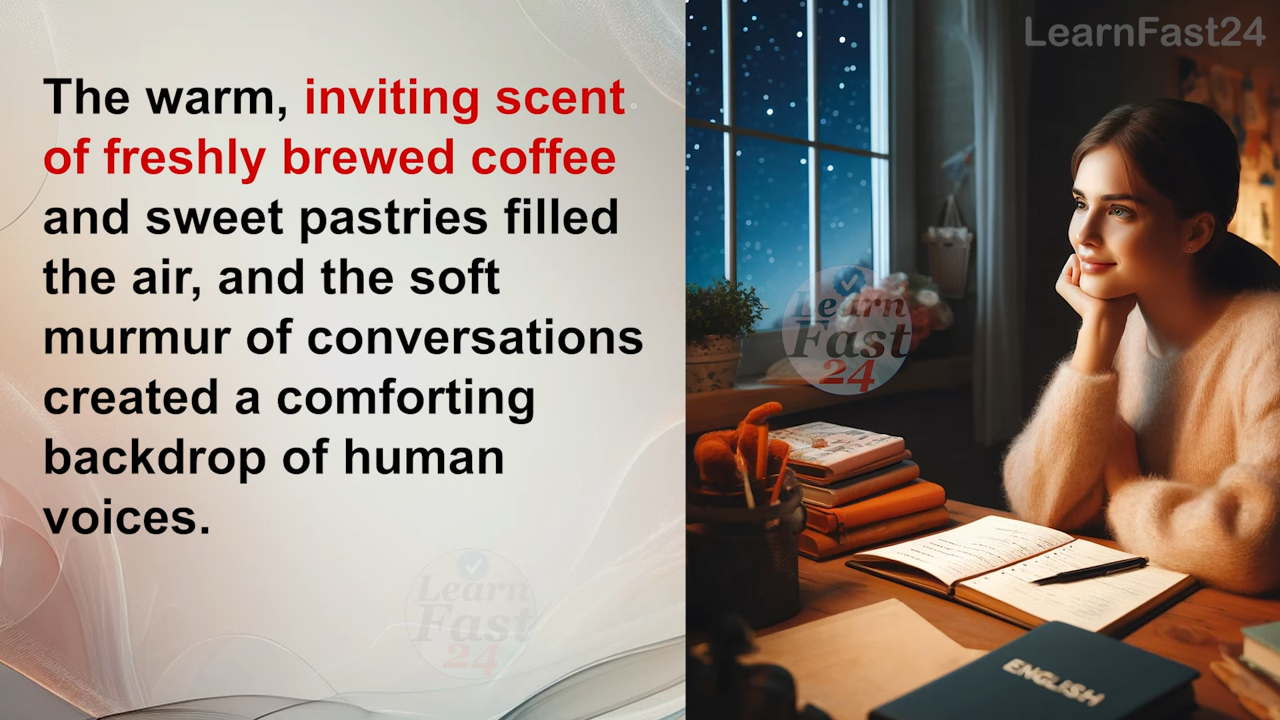 LearnFast24
The warm, inviting scent
of freshly brewed coffee
and sweet pastries filled
the air, and the soft
murmur of conversations
created a comforting
backdrop of human
voices.
Learn
Fast
24
Learn
Fast
24
ENGLISH